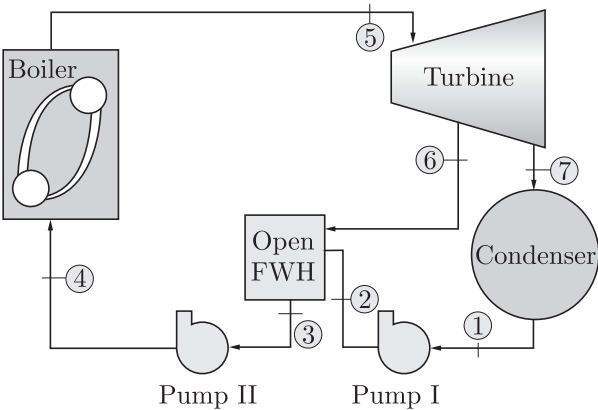 5
Boiler
Turbine
6
7
Open
FWH
Condenser
4
2
3
1
Pump II
Pump I